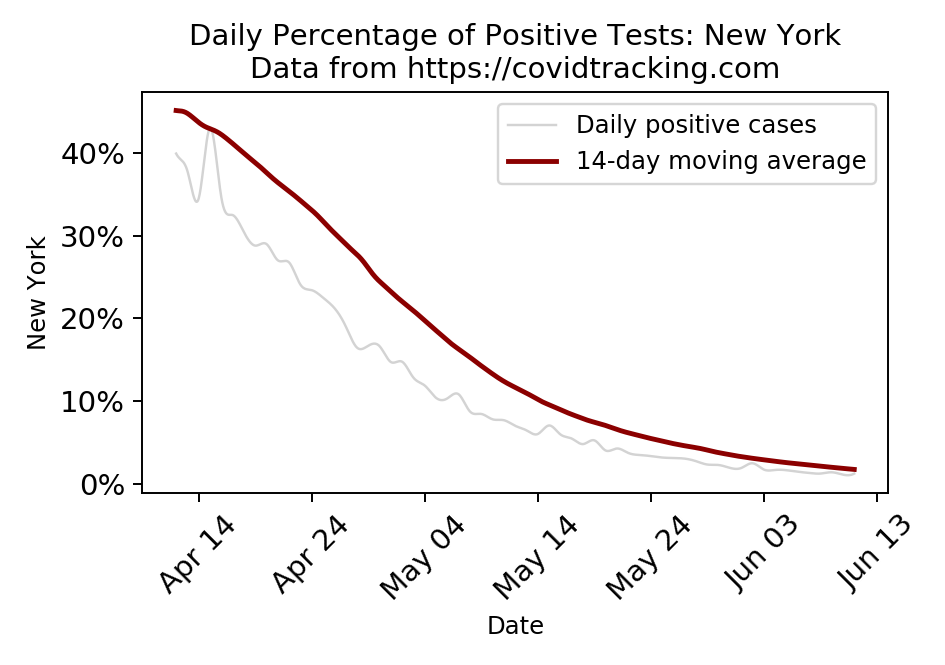 Daily Percentage of Positive Tests: New York
Data from https://covidtracking.com
Daily positive cases
14-day moving average
New York
40%
30%
20%
10%
0%
Apr 14
Apr 24
May 04
May 14
May 24
Jun 03
Jun 13
Date